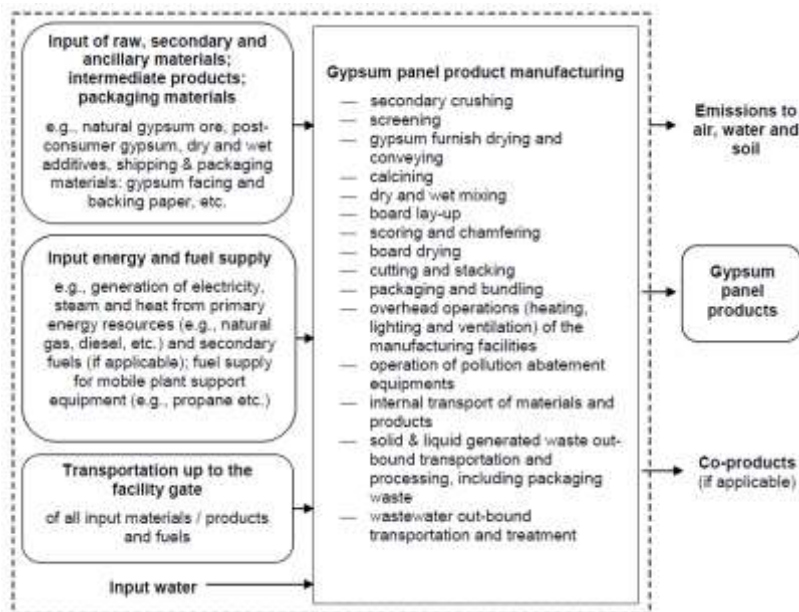 Input of raw, secondary and
ancillary materials;
intermediate products;
packaging materials
e.g., natural gypsum ore, post-
consumer gypsum, dry and wet
additives, shipping & packaging
materials: gypsum facing and
backing paper, etc.
Input energy and fuel supply
e.g., generation of electricity,
steam and heat from primary
energy resources (e.g., natural
gas, diesel, etc.) and secondary
fuels (if applicable); fuel supply
for mobile plant support
equipment (e.g., propane etc.)
Transportation up to the
facility gate
of all input materials / products
and fuels
Input water
Gypsum panel product manufacturing
— secondary crushing
— screening
— gypsum furnish drying and
conveying
— calcining
— dry and wet mixing
— board lay-up
— scoring and chamfering
— board drying
— cutting and stacking
— packaging and bundling
— overhead operations (heating,
lighting and ventilation) of the
manufacturing facilities
— operation of pollution abatement
equipments
— internal transport of materials and
products
— solid & liquid generated waste out-
bound transportation and
processing, including packaging
waste
— wastewater out-bound
transportation and treatment
Emissions to
air, water and
soil
Gypsum
panel
products
Co-products
(if applicable)